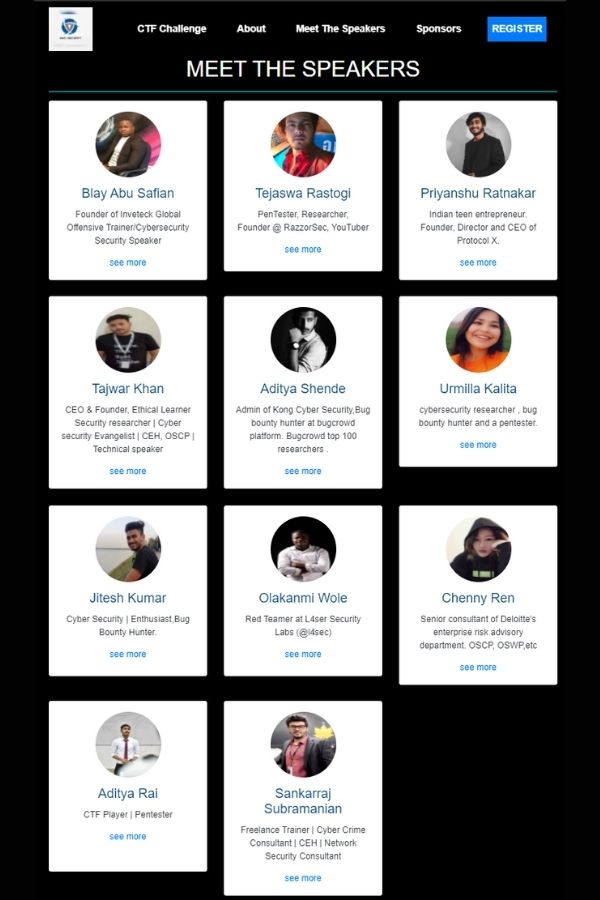 CTF Challenge
About
Meet The Speakers
Sponsors
REGISTER
MEET THE SPEAKERS
Blay Abu Safian
Founder of Inveteck Global
Offensive Trainer/Cybersecurity
Security Speaker
see more
Tejaswa Rastogi
PenTester, Researcher,
Founder @ RazzorSec, YouTuber
see more
Priyanshu Ratnakar
Indian teen entrepreneur.
Founder, Director and CEO of
Protocol X.
see more
Tajwar Khan
CEO & Founder, Ethical Learner
Security researcher | Cyber
security Evangelist | CEH, OSCP |
Technical speaker
see more
Aditya Shende
Admin of Kong Cyber Security,Bug
bounty hunter at bugcrowd
platform. Bugcrowd top 100
researchers .
see more
Urmilla Kalita
cybersecurity researcher , bug
bounty hunter and a pentester.
see more
Jitesh Kumar
Cyber Security | Enthusiast,Bug
Bounty Hunter.
see more
Olakanmi Wole
Red Teamer at L4ser Security
Labs (@l4sec)
see more
Chenny Ren
Senior consultant of Deloitte's
enterprise risk advisory
department. OSCP, OSWP,etc
see more
Aditya Rai
CTF Player | Pentester
see more
Sankarraj
Subramanian
Freelance Trainer | Cyber Crime
Consultant | CEH | Network
Security Consultant
see more